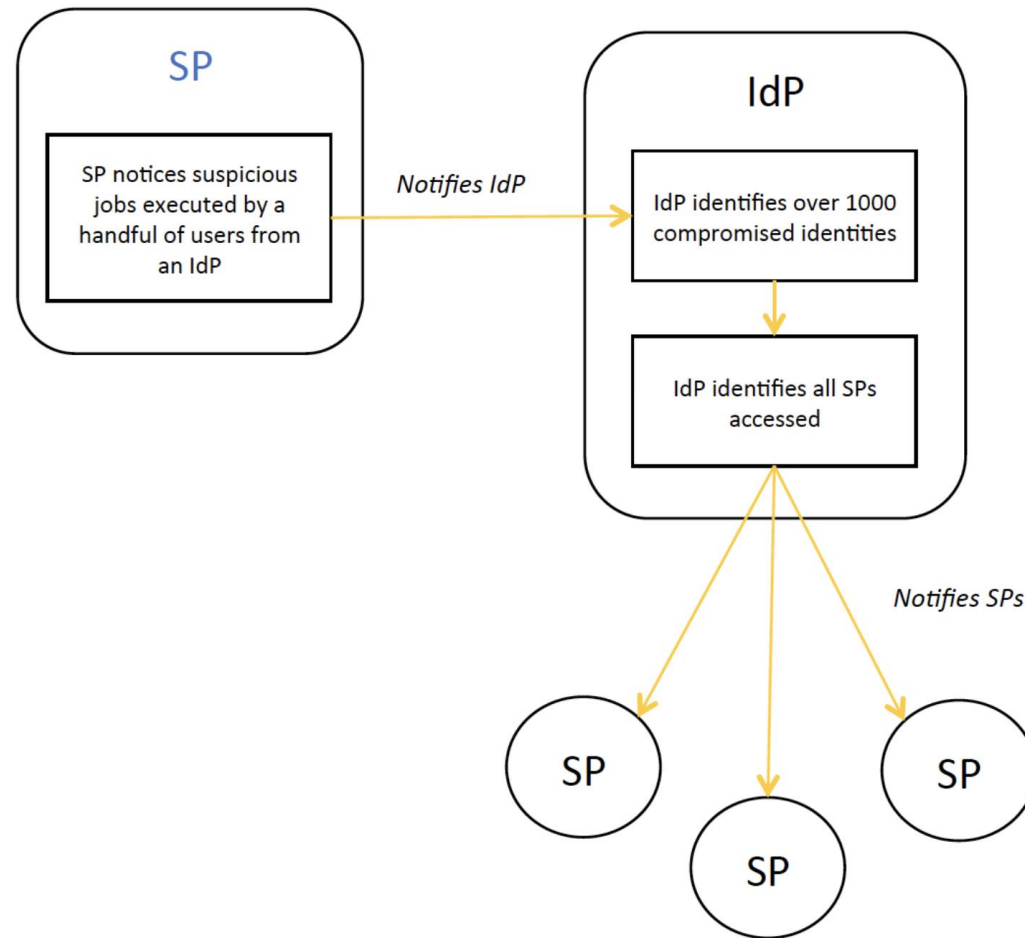 SP
SP notices suspicious
jobs executed by a
handful of users from
an IdP
Notifies IdP
IdP
IdP identifies over 1000
compromised identities
IdP identifies all SPs
accessed
Notifies SPs
SP
SP
SP